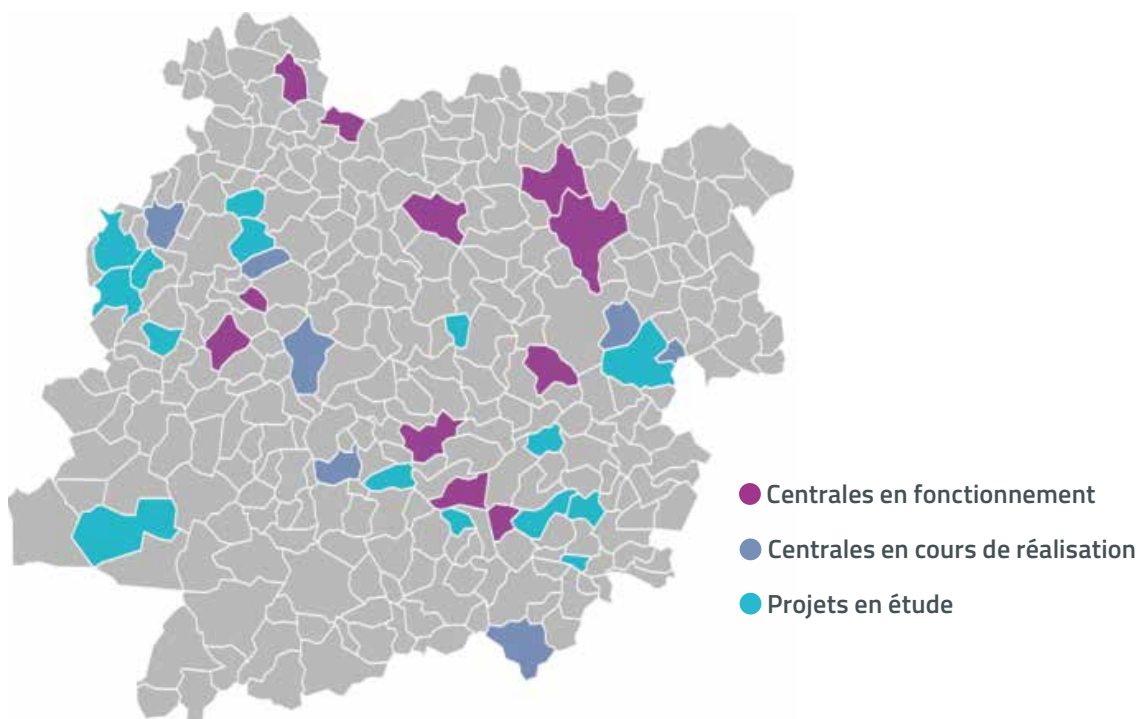 Centrales en fonctionnement
Centrales en cours de réalisation
Projets en étude